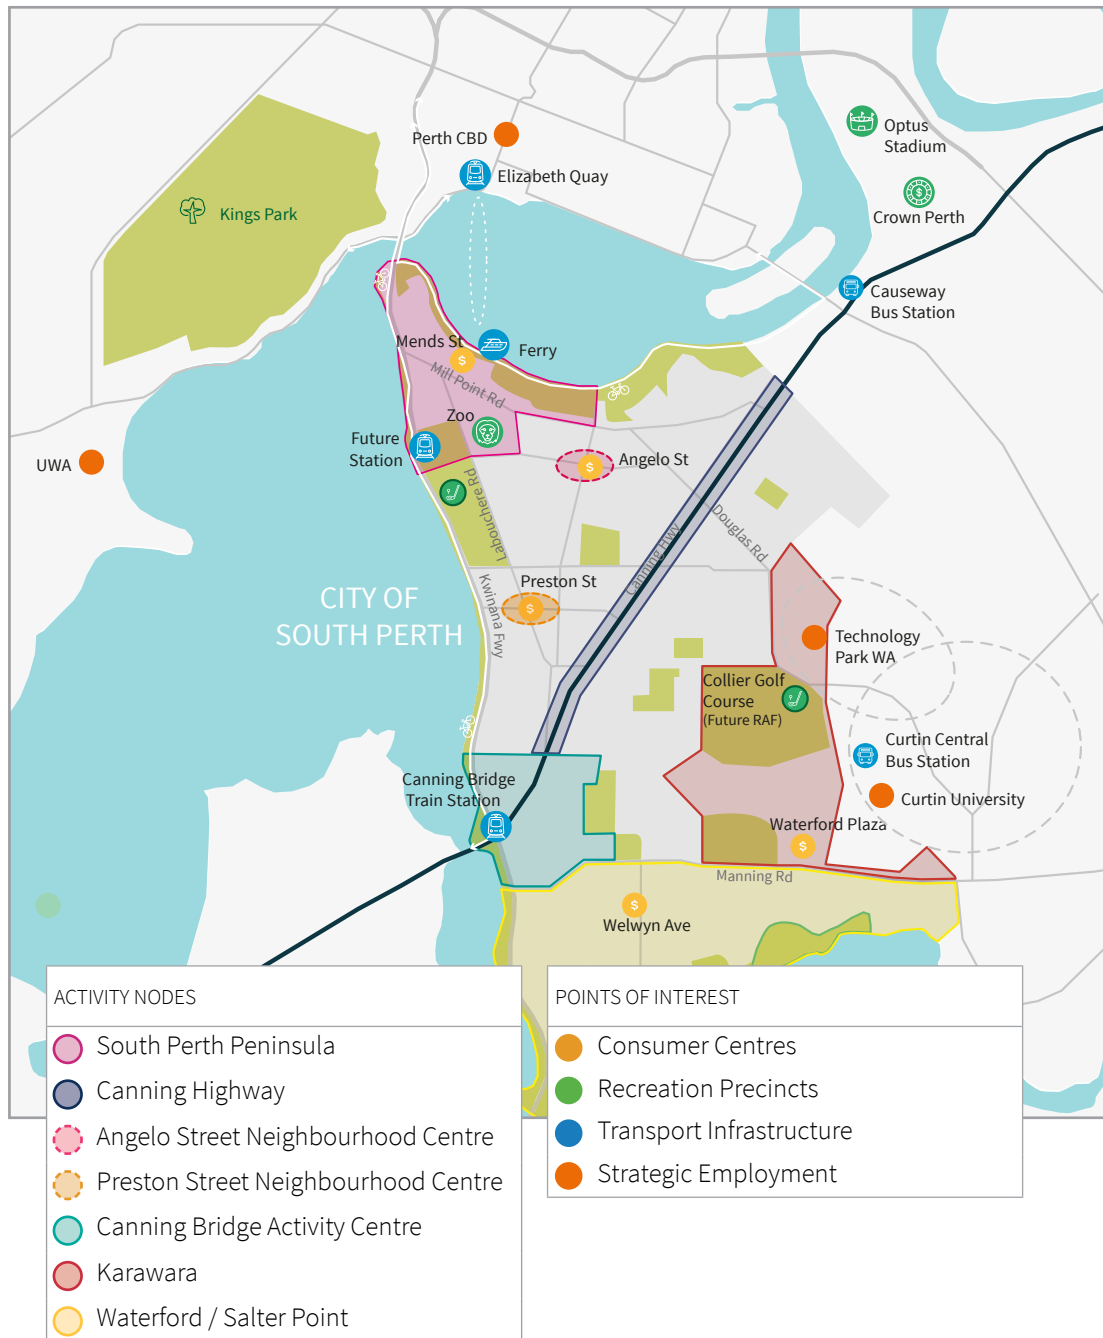 Perth CBD
Elizabeth Quay
Optus
Stadium
Crown Perth
Kings Park
Causeway
Bus Station
Mends St
Ferry
Mill Point Rd
Zoo
Future
Station
UWA
Angelo St
Labouchere Rd
Douglas Rd
Canning Hwy
Preston St
Kwinana Fwy
CITY OF
SOUTH PERTH
Technology
Park WA
Collier Golf
Course
(Future RAF)
Curtin Central
Bus Station
Curtin University
Canning Bridge
Train Station
Waterford Plaza
Manning Rd
Welwyn Ave
ACTIVITY NODES
South Perth Peninsula
Canning Highway
Angelo Street Neighbourhood Centre
Preston Street Neighbourhood Centre
Canning Bridge Activity Centre
Karawara
Waterford / Salter Point
POINTS OF INTEREST
Consumer Centres
Recreation Precincts
Transport Infrastructure
Strategic Employment